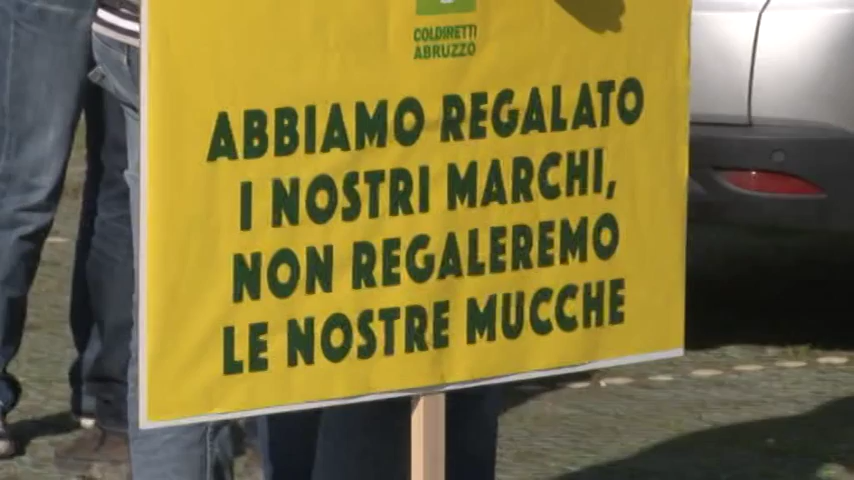 COLDIRETTI
ABRUZZO
ABBIAMO REGALATO
I NOSTRI MARCHI,
NON REGALEREMO
LE NOSTRE MUCCHE